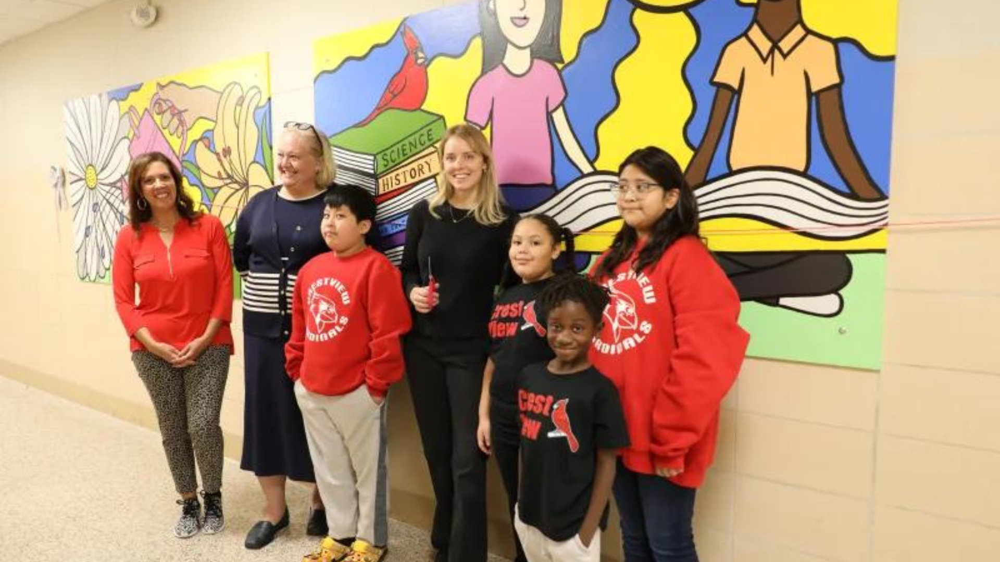 SCIENCE
HISTORY
CRESTVIEW
CARDINALS
Crest
View
Crest
View
CRESTVIEW
CARDINALS